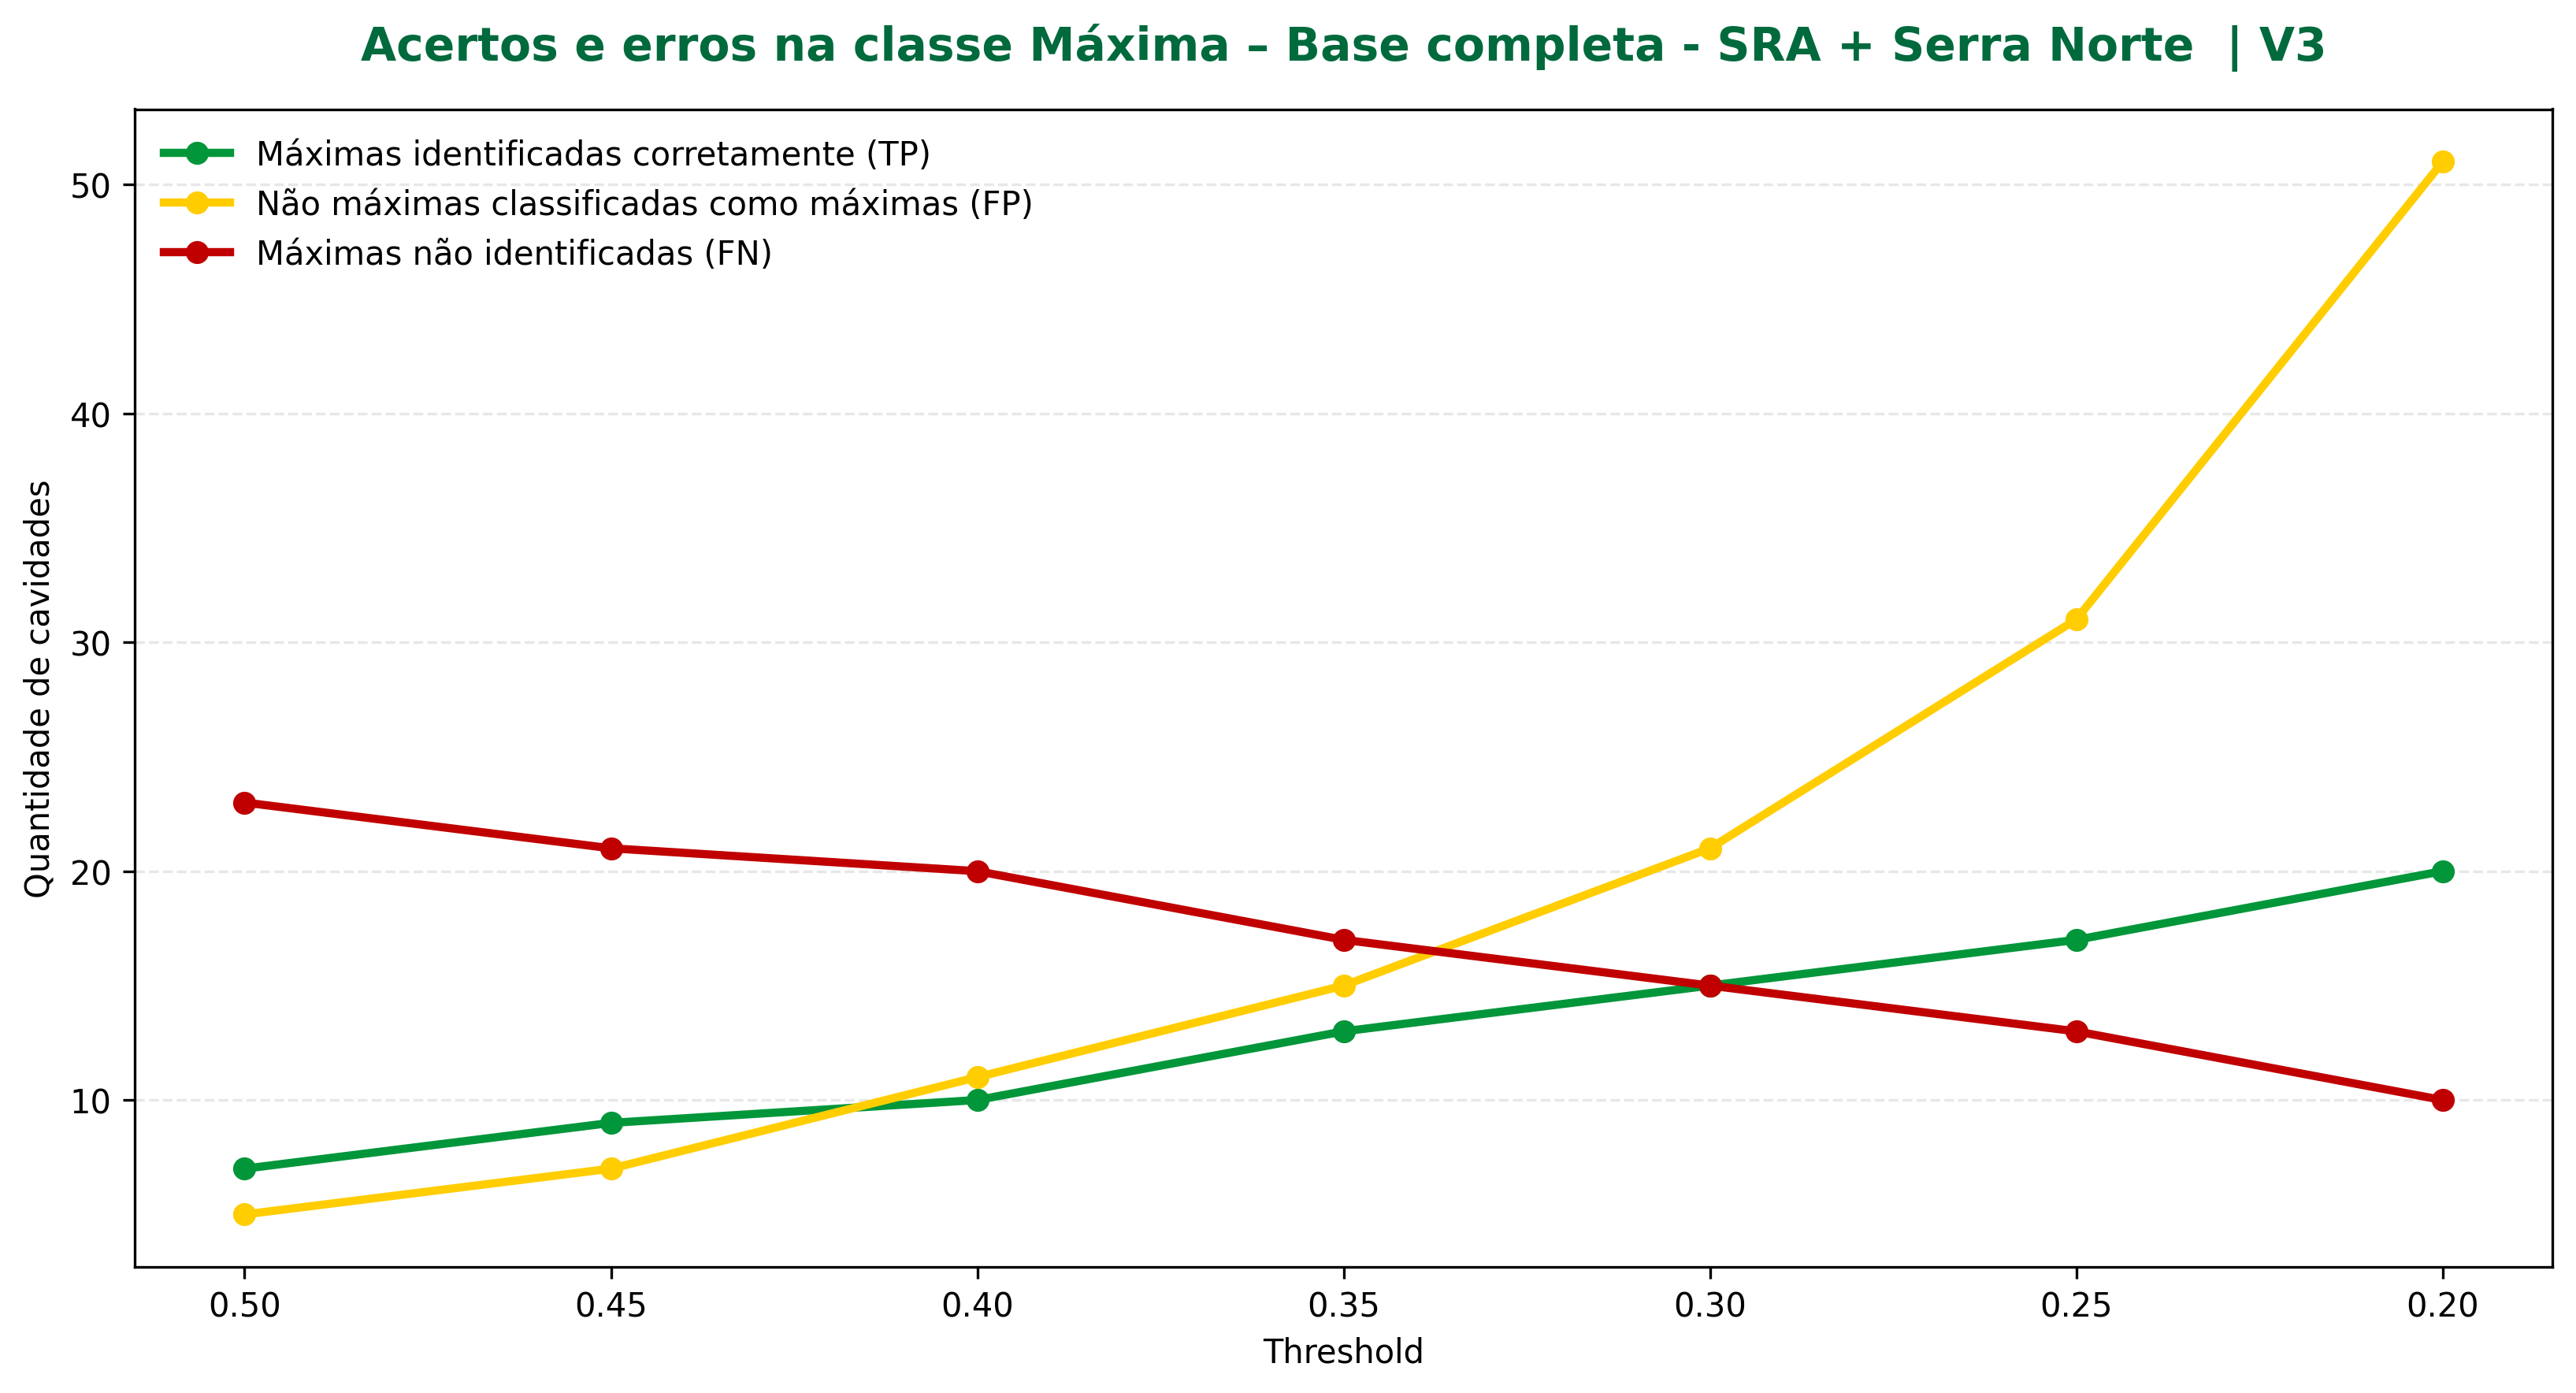 Acertos e erros na classe Máxima – Base completa - SRA + Serra Norte | V3
Máximas identificadas corretamente (TP)
Não máximas classificadas como máximas (FP)
Máximas não identificadas (FN)
Quantidade de cavidades
50
40
30
20
10
0.50 0.45 0.40 0.35 0.30 0.25 0.20
Threshold